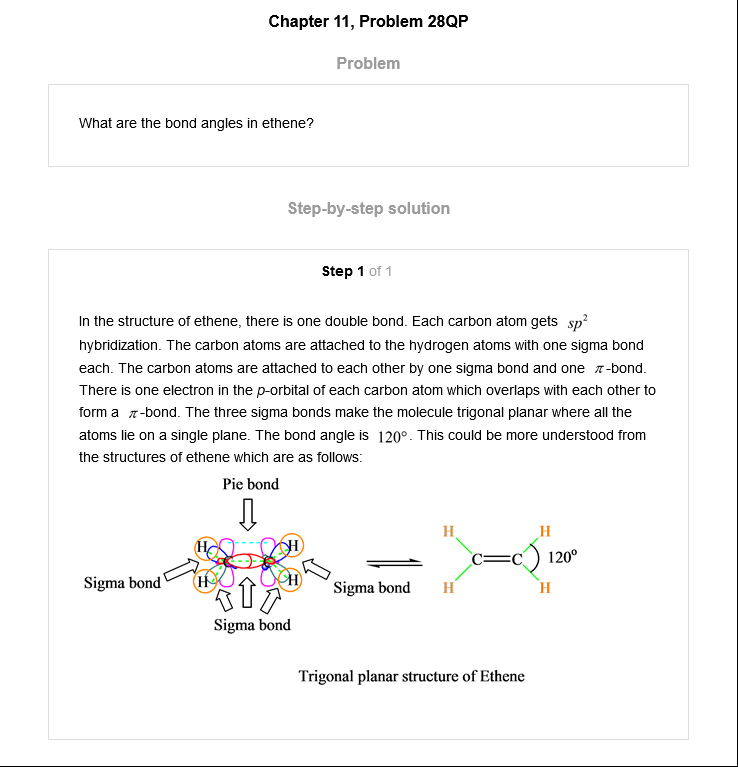 Chapter 11, Problem 28QP
Problem
What are the bond angles in ethene?
Step-by-step solution
Step 1 of 1
In the structure of ethene, there is one double bond. Each carbon atom gets sp²
hybridization. The carbon atoms are attached to the hydrogen atoms with one sigma bond
each. The carbon atoms are attached to each other by one sigma bond and one π-bond.
There is one electron in the p-orbital of each carbon atom which overlaps with each other to
form a π-bond. The three sigma bonds make the molecule trigonal planar where all the
atoms lie on a single plane. The bond angle is 120°. This could be more understood from
the structures of ethene which are as follows:
Pie bond
H H
H H
Sigma bond
Sigma bond
Sigma bond
H H
C=C 120⁰
H H
Trigonal planar structure of Ethene